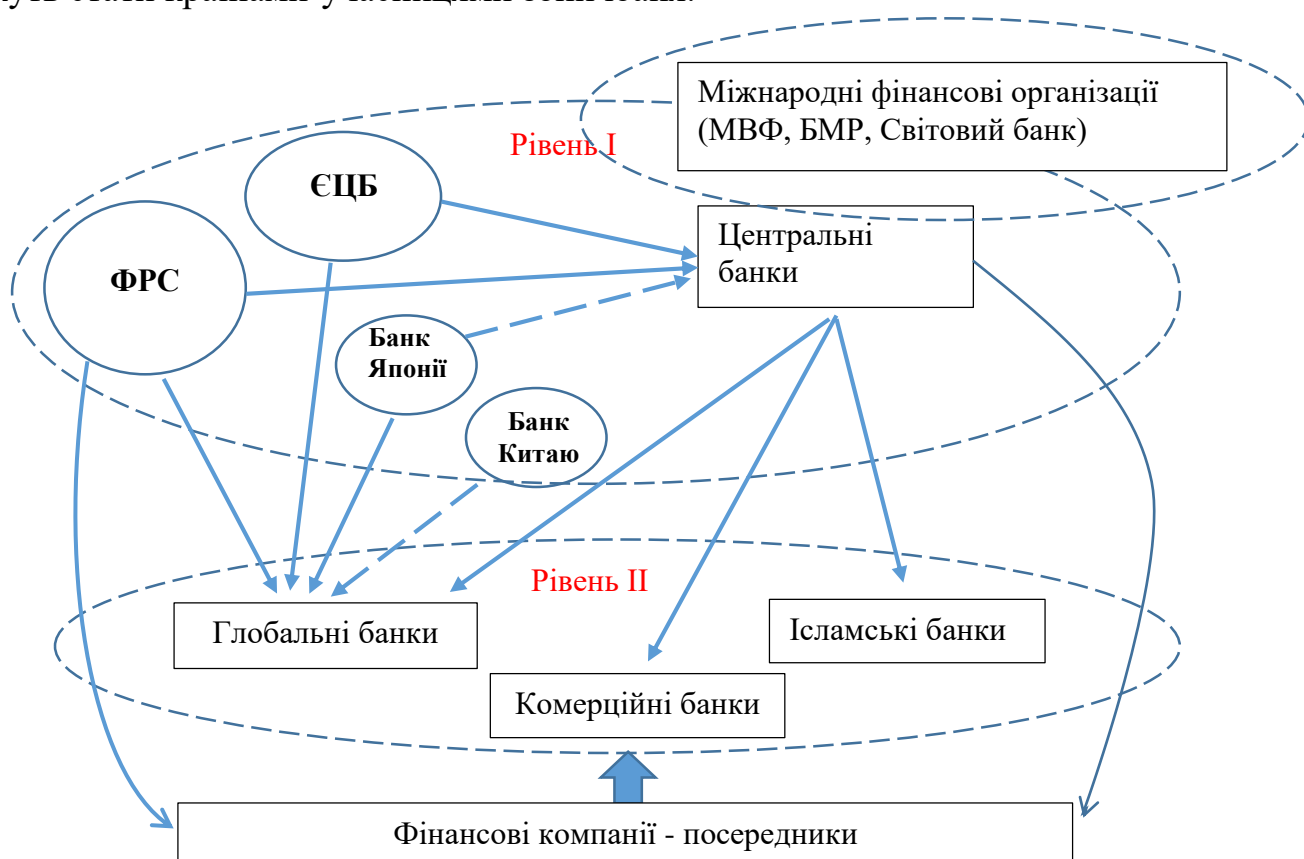 Міжнародні фінансові організації
(МВФ, БМР, Світовий банк)
Рівень I
ЄЦБ
Центральні
банки
ФРС
Банк
Японії
Банк
Китаю
Рівень II
Глобальні банки
Ісламські банки
Комерційні банки
Фінансові компанії - посередники